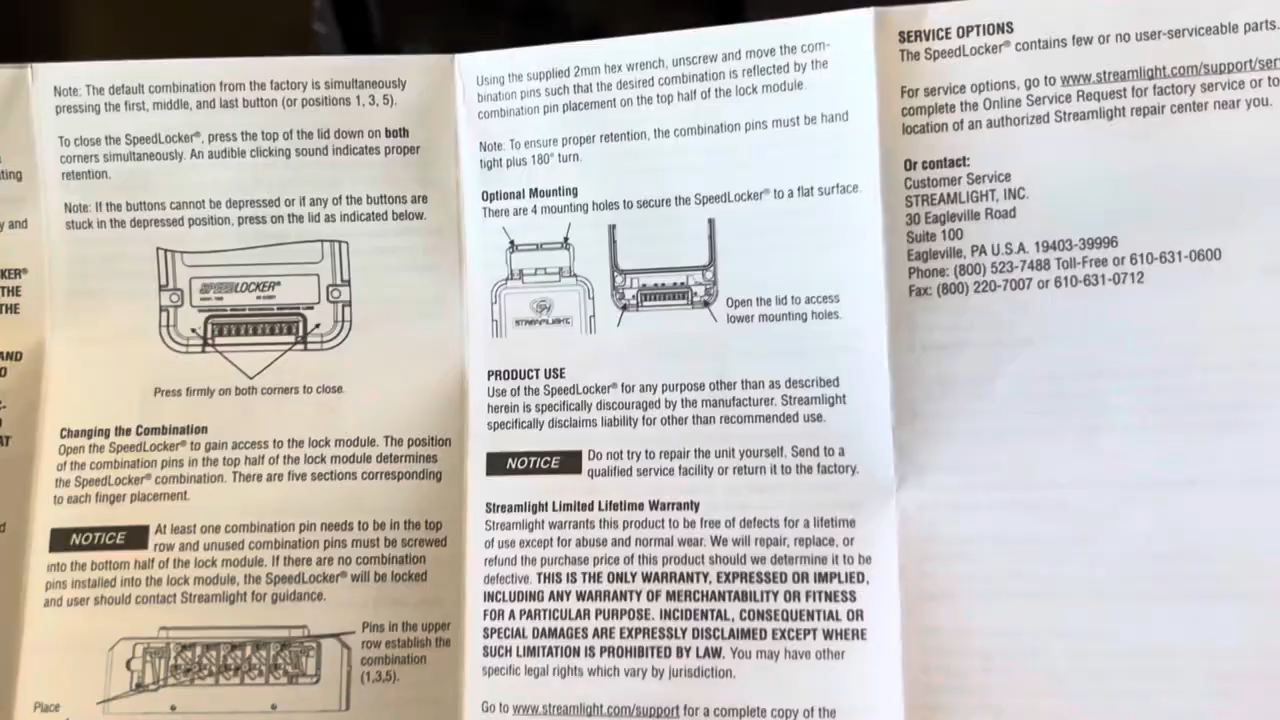 ting
y and
KER®
THE
THE
AND
O
AT
d
Note: The default combination from the factory is simultaneously
pressing the first, middle, and last button (or positions 1, 3, 5).
To close the SpeedLocker®, press the top of the lid down on both
corners simultaneously. An audible clicking sound indicates proper
retention.
Note: If the buttons cannot be depressed or if any of the buttons are
stuck in the depressed position, press on the lid as indicated below.
SPEEDLOCKER®
Press firmly on both corners to close.
Changing the Combination
Open the SpeedLocker® to gain access to the lock module. The position
of the combination pins in the top half of the lock module determines
the SpeedLocker® combination. There are five sections corresponding
to each finger placement.
NOTICE At least one combination pin needs to be in the top
row and unused combination pins must be screwed
into the bottom half of the lock module. If there are no combination
pins installed into the lock module, the SpeedLocker® will be locked
and user should contact Streamlight for guidance.
Pins in the upper
row establish the
combination
(1,3,5).
Place
Using the supplied 2mm hex wrench, unscrew and move the com-
bination pins such that the desired combination is reflected by the
combination pin placement on the top half of the lock module.
Note: To ensure proper retention, the combination pins must be hand
tight plus 180° turn.
Optional Mounting
There are 4 mounting holes to secure the SpeedLocker® to a flat surface.
STREAMLIGHT
Open the lid to access
lower mounting holes.
PRODUCT USE
Use of the SpeedLocker® for any purpose other than as described
herein is specifically discouraged by the manufacturer. Streamlight
specifically disclaims liability for other than recommended use.
NOTICE Do not try to repair the unit yourself. Send to a
qualified service facility or return it to the factory.
Streamlight Limited Lifetime Warranty
Streamlight warrants this product to be free of defects for a lifetime
of use except for abuse and normal wear. We will repair, replace, or
refund the purchase price of this product should we determine it to be
defective. THIS IS THE ONLY WARRANTY, EXPRESSED OR IMPLIED,
INCLUDING ANY WARRANTY OF MERCHANTABILITY OR FITNESS
FOR A PARTICULAR PURPOSE. INCIDENTAL, CONSEQUENTIAL OR
SPECIAL DAMAGES ARE EXPRESSLY DISCLAIMED EXCEPT WHERE
SUCH LIMITATION IS PROHIBITED BY LAW. You may have other
specific legal rights which vary by jurisdiction.
Go to www.streamlight.com/support for a complete copy of the
SERVICE OPTIONS
The SpeedLocker® contains few or no user-serviceable parts.
For service options, go to www.streamlight.com/support/ser
complete the Online Service Request for factory service or to
location of an authorized Streamlight repair center near you.
Or contact:
Customer Service
STREAMLIGHT, INC.
30 Eagleville Road
Suite 100
Eagleville, PA U.S.A. 19403-39996
Phone: (800) 523-7488 Toll-Free or 610-631-0600
Fax: (800) 220-7007 or 610-631-0712